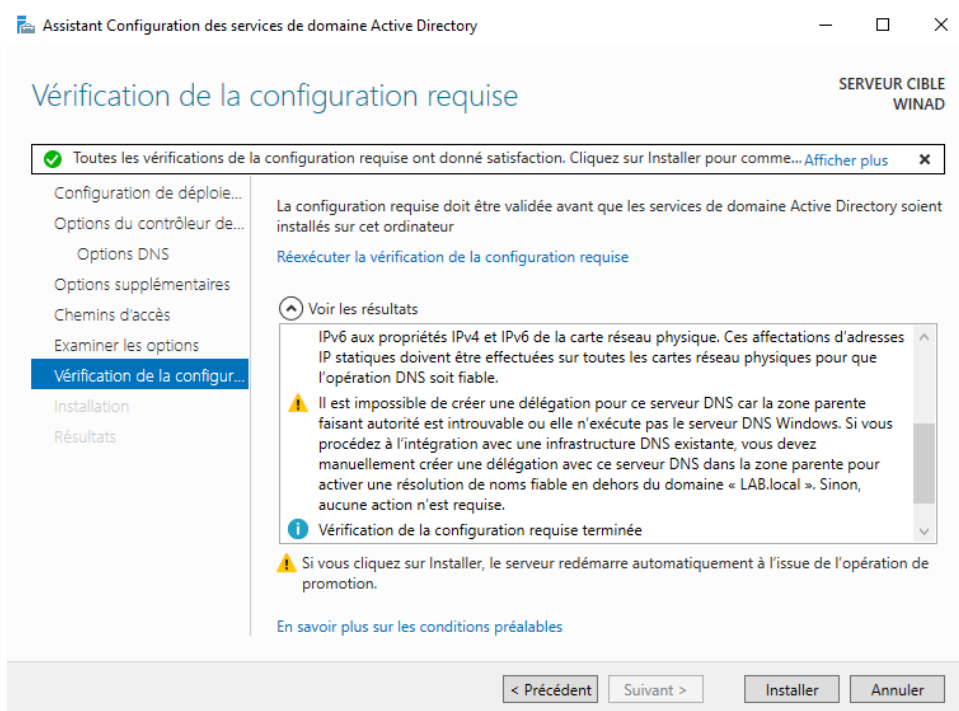 Assistant Configuration des services de domaine Active Directory
Vérification de la configuration requise
SERVEUR CIBLE
WINAD
Toutes les vérifications de la configuration requise ont donné satisfaction. Cliquez sur Installer pour comme... Afficher plus
Configuration de déploie...
Options du contrôleur de...
Options DNS
Options supplémentaires
Chemins d'accès
Examiner les options
Vérification de la configur...
Installation
Résultats
La configuration requise doit être validée avant que les services de domaine Active Directory soient
installés sur cet ordinateur
Réexécuter la vérification de la configuration requise
Voir les résultats
IPv6 aux propriétés IPv4 et IPv6 de la carte réseau physique. Ces affectations d'adresses
IP statiques doivent être effectuées sur toutes les cartes réseau physiques pour que
l'opération DNS soit fiable.
Il est impossible de créer une délégation pour ce serveur DNS car la zone parente
faisant autorité est introuvable ou elle n'exécute pas le serveur DNS Windows. Si vous
procédez à l'intégration avec une infrastructure DNS existante, vous devez
manuellement créer une délégation avec ce serveur DNS dans la zone parente pour
activer une résolution de noms fiable en dehors du domaine « LAB.local ». Sinon,
aucune action n'est requise.
Vérification de la configuration requise terminée
Si vous cliquez sur Installer, le serveur redémarre automatiquement à l'issue de l'opération de
promotion.
En savoir plus sur les conditions préalables
< Précédent
Suivant >
Installer
Annuler